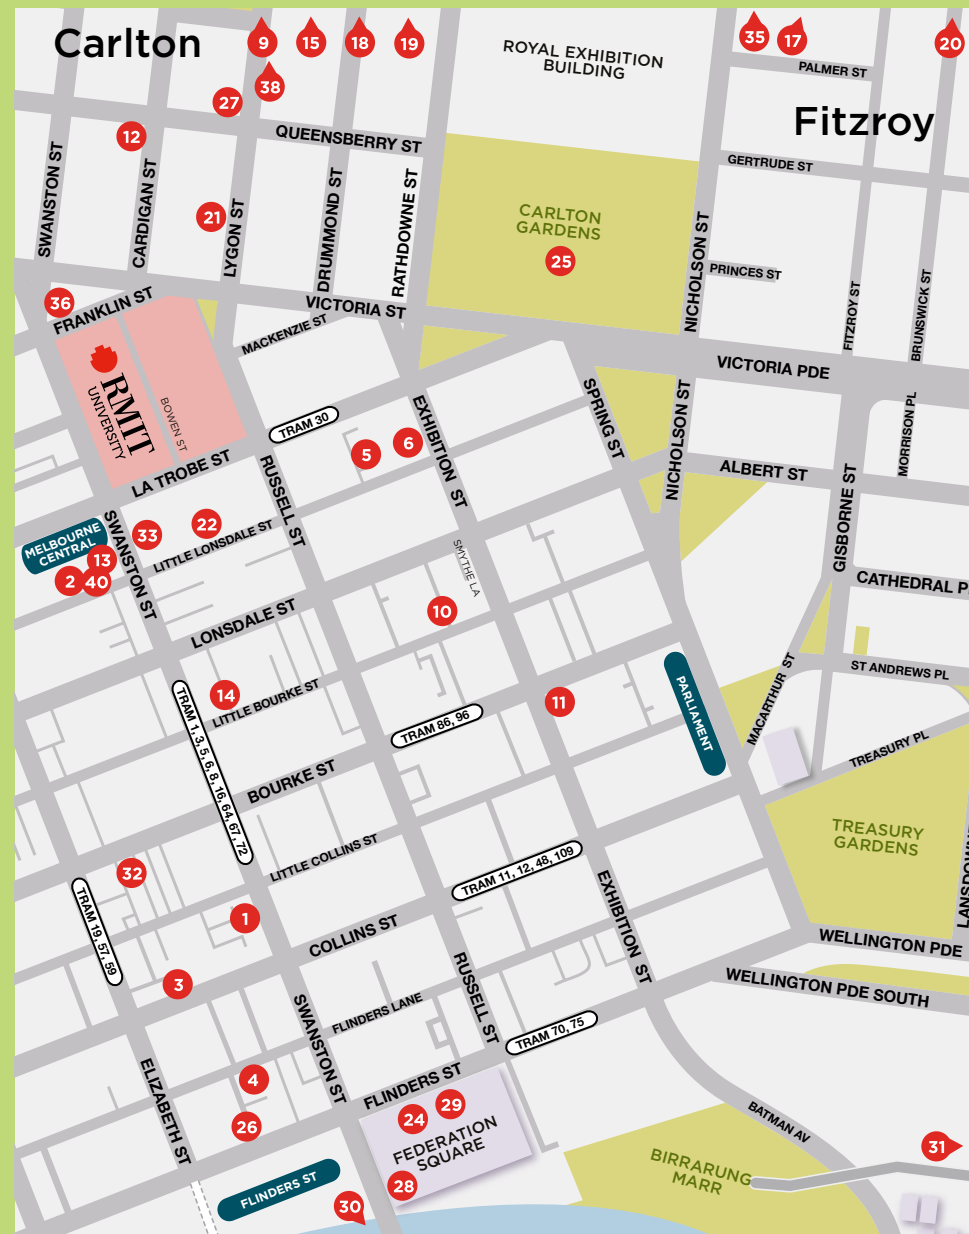 Carlton
9
15
18
19
38
27
12
21
ROYAL EXHIBITION
BUILDING
35
17
20
PALMER ST
Fitzroy
QUEENSBERRY ST
GERTRUDE ST
SWANSTON ST
CARDIGAN ST
LYGON ST
DRUMMOND ST
RATHDOWNE ST
CARLTON
GARDENS
25
NICHOLSON ST
PRINCES ST
FITZROY ST
BRUNSWICK ST
36
FRANKLIN ST
VICTORIA ST
MACKENZIE ST
VICTORIA PDE
RMIT
UNIVERSITY
BOWEN ST
TRAM 30
5
6
EXHIBITION ST
SPRING ST
NICHOLSON ST
MORRISON PL
ALBERT ST
GISBORNE ST
LA TROBE ST
RUSSELL ST
MELBOURNE
CENTRAL
13
2
40
SWANSTON ST
33
22
LITTLE LONSDALE ST
SMYTHE LA
10
CATHEDRAL P
LONSDALE ST
14
LITTLE BOURKE ST
TRAM 1, 3, 5, 6, 8, 16, 64, 67, 72
TRAM 86, 96
11
PARLIAMENT
MACARTHUR ST
ST ANDREWS PL
TREASURY PL
BOURKE ST
TREASURY
GARDENS
LANSDOWN
LITTLE COLLINS ST
TRAM 11, 12, 48, 109
32
TRAM 19, 57, 59
1
3
COLLINS ST
EXHIBITION ST
WELLINGTON PDE
WELLINGTON PDE SOUTH
RUSSELL ST
SWANSTON ST
FLINDERS LANE
TRAM 70, 75
ELIZABETH ST
4
26
FLINDERS ST
24
29
FEDERATION
SQUARE
28
FLINDERS ST
30
BATMAN AV
BIRRARUNG
MARR
31